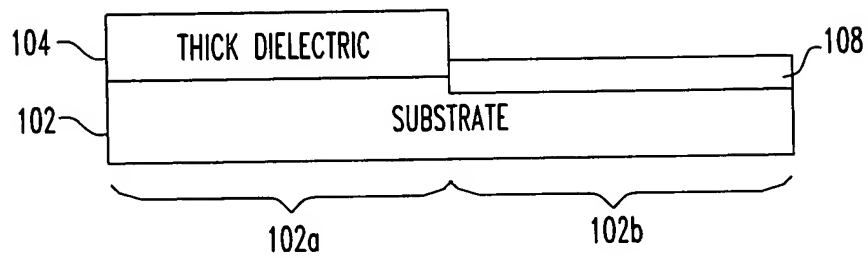 104
THICK DIELECTRIC
108
102
SUBSTRATE
102a
102b